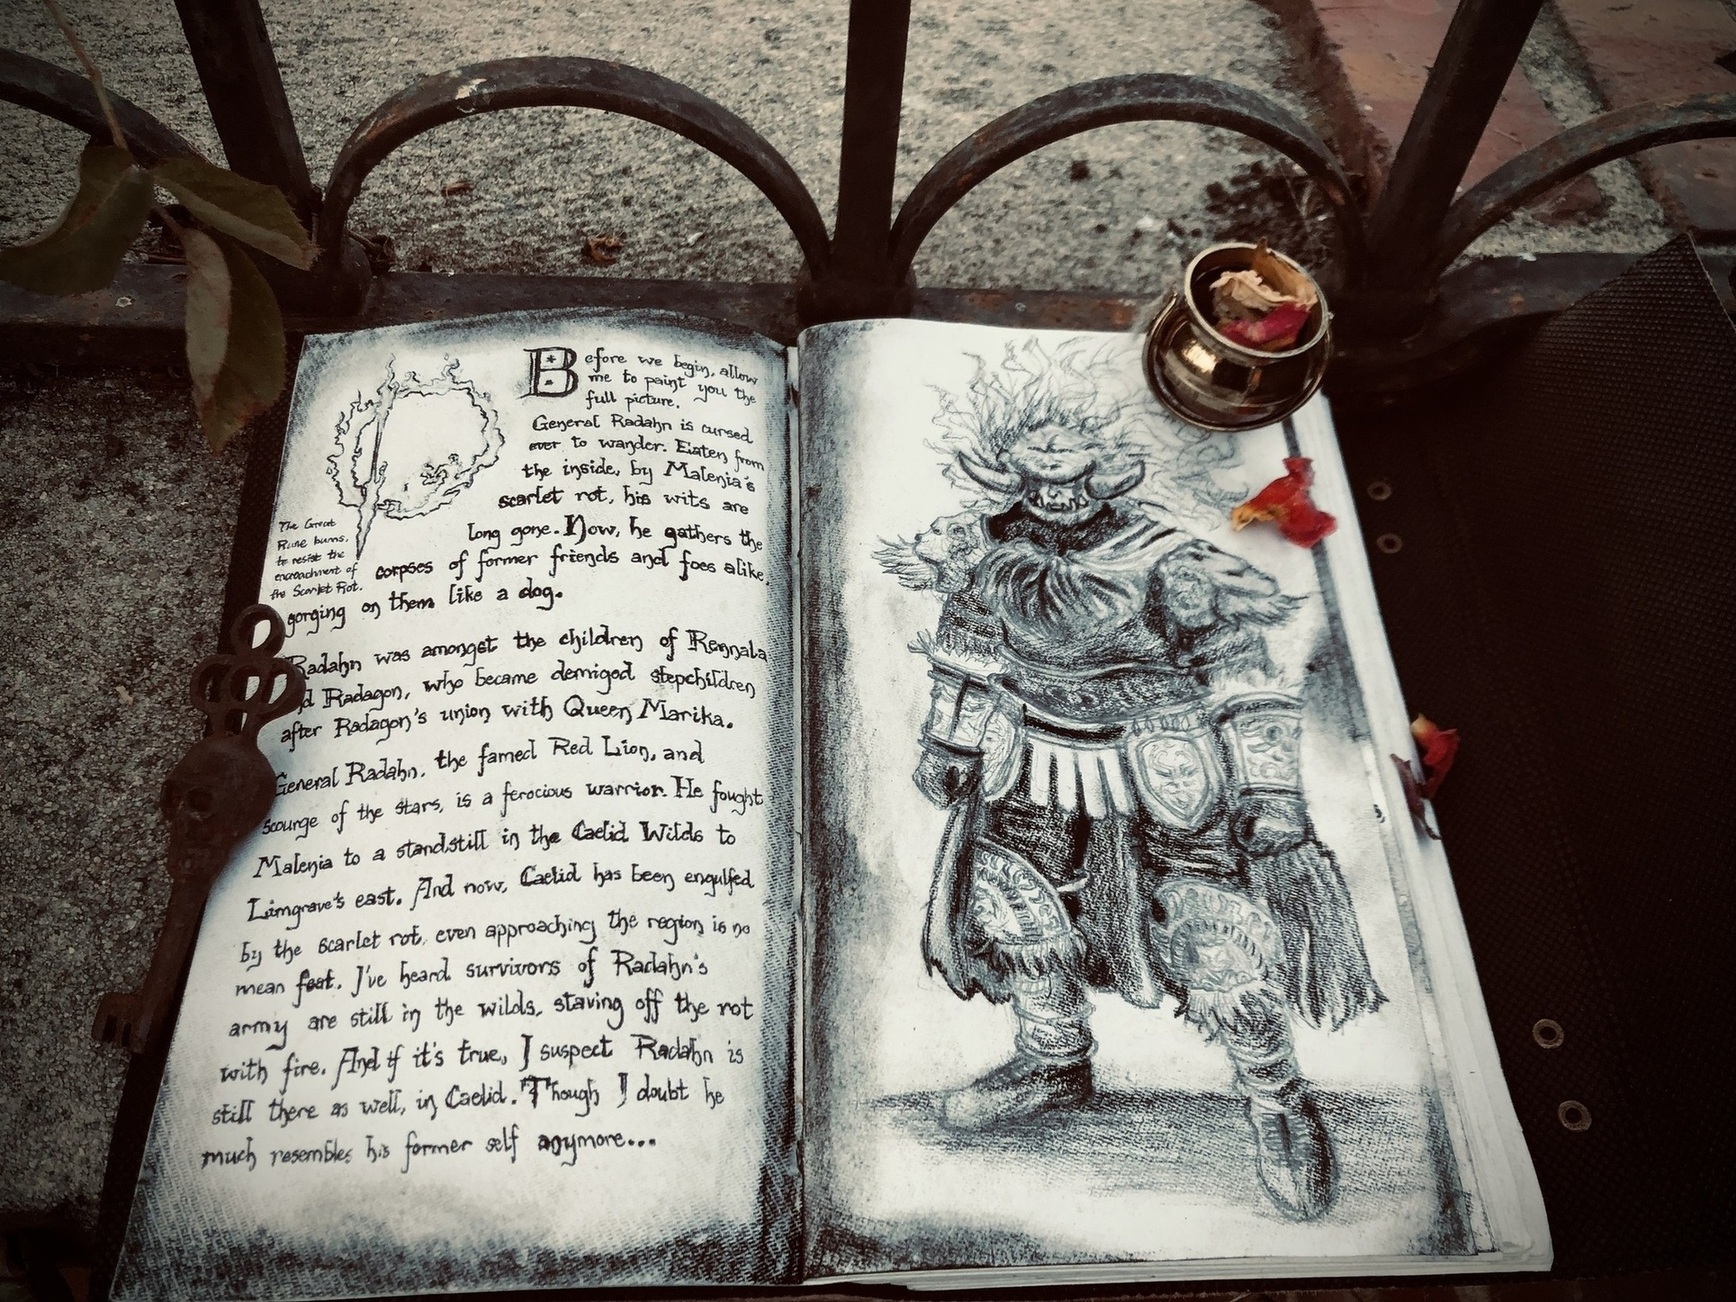 Before we begin, allow
me to paint you the
full picture.
General Radahn is cursed
ever to wander. Eaten from
the inside, by Malenia's
scarlet rot, his wits are
long gone. Now, he gathers the
corpses of former friends and foes alike,
gorging on them like a dog.
The Great
Rune burns,
to resist the
encroachment of
the Scarlet Rot.
Radahn was amongst the children of Rennala
nd Radagon, who became demigod stepchildren
after Radagon's union with Queen Marika.
General Radahn, the famed Red Lion, and
scourge of the stars, is a ferocious warrior. He fought
Malenia to a standstill in the Caelid Wilds to
Limgrave's east. And now, Caelid has been engulfed
by the scarlet rot, even approaching the region is no
mean feat. I've heard survivors of Radahn's
army are still in the wilds, staving off the rot
with fire. And if it's true, I suspect Radahn is
still there as well, in Caelid. Though I doubt he
much resembles his former self anymore...